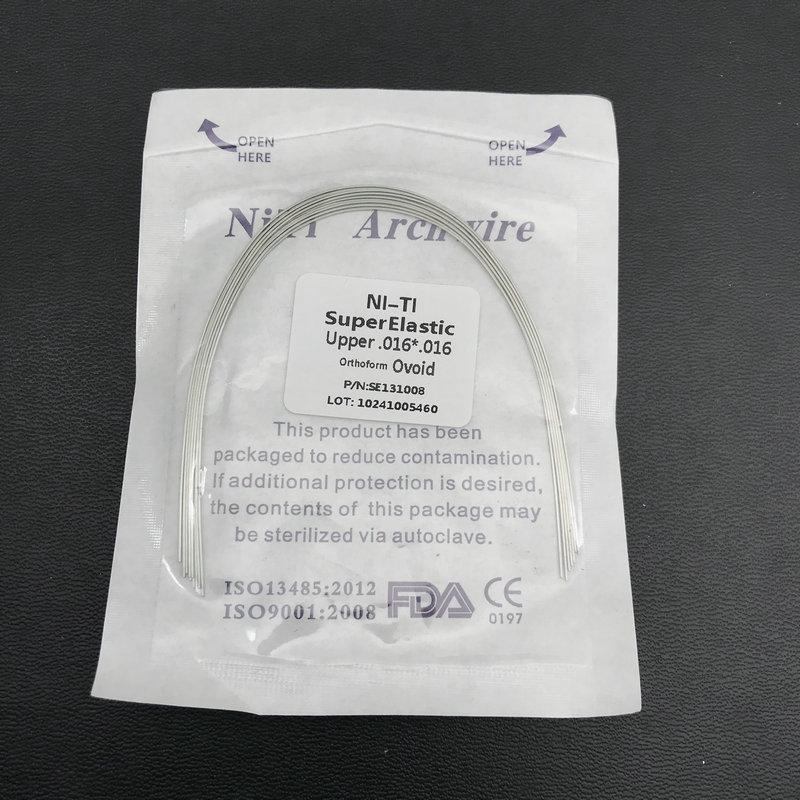 OPEN HERE
OPEN HERE
NiTi Archwire
NI-TI
SuperElastic
Upper .016*.016
Orthoform Ovoid
P/N:SE131008
LOT: 10241005460
This product has been
packaged to reduce contamination.
If additional protection is desired,
the contents of this package may
be sterilized via autoclave.
ISO13485:2012
ISO9001:2008
FDA
CE
0197